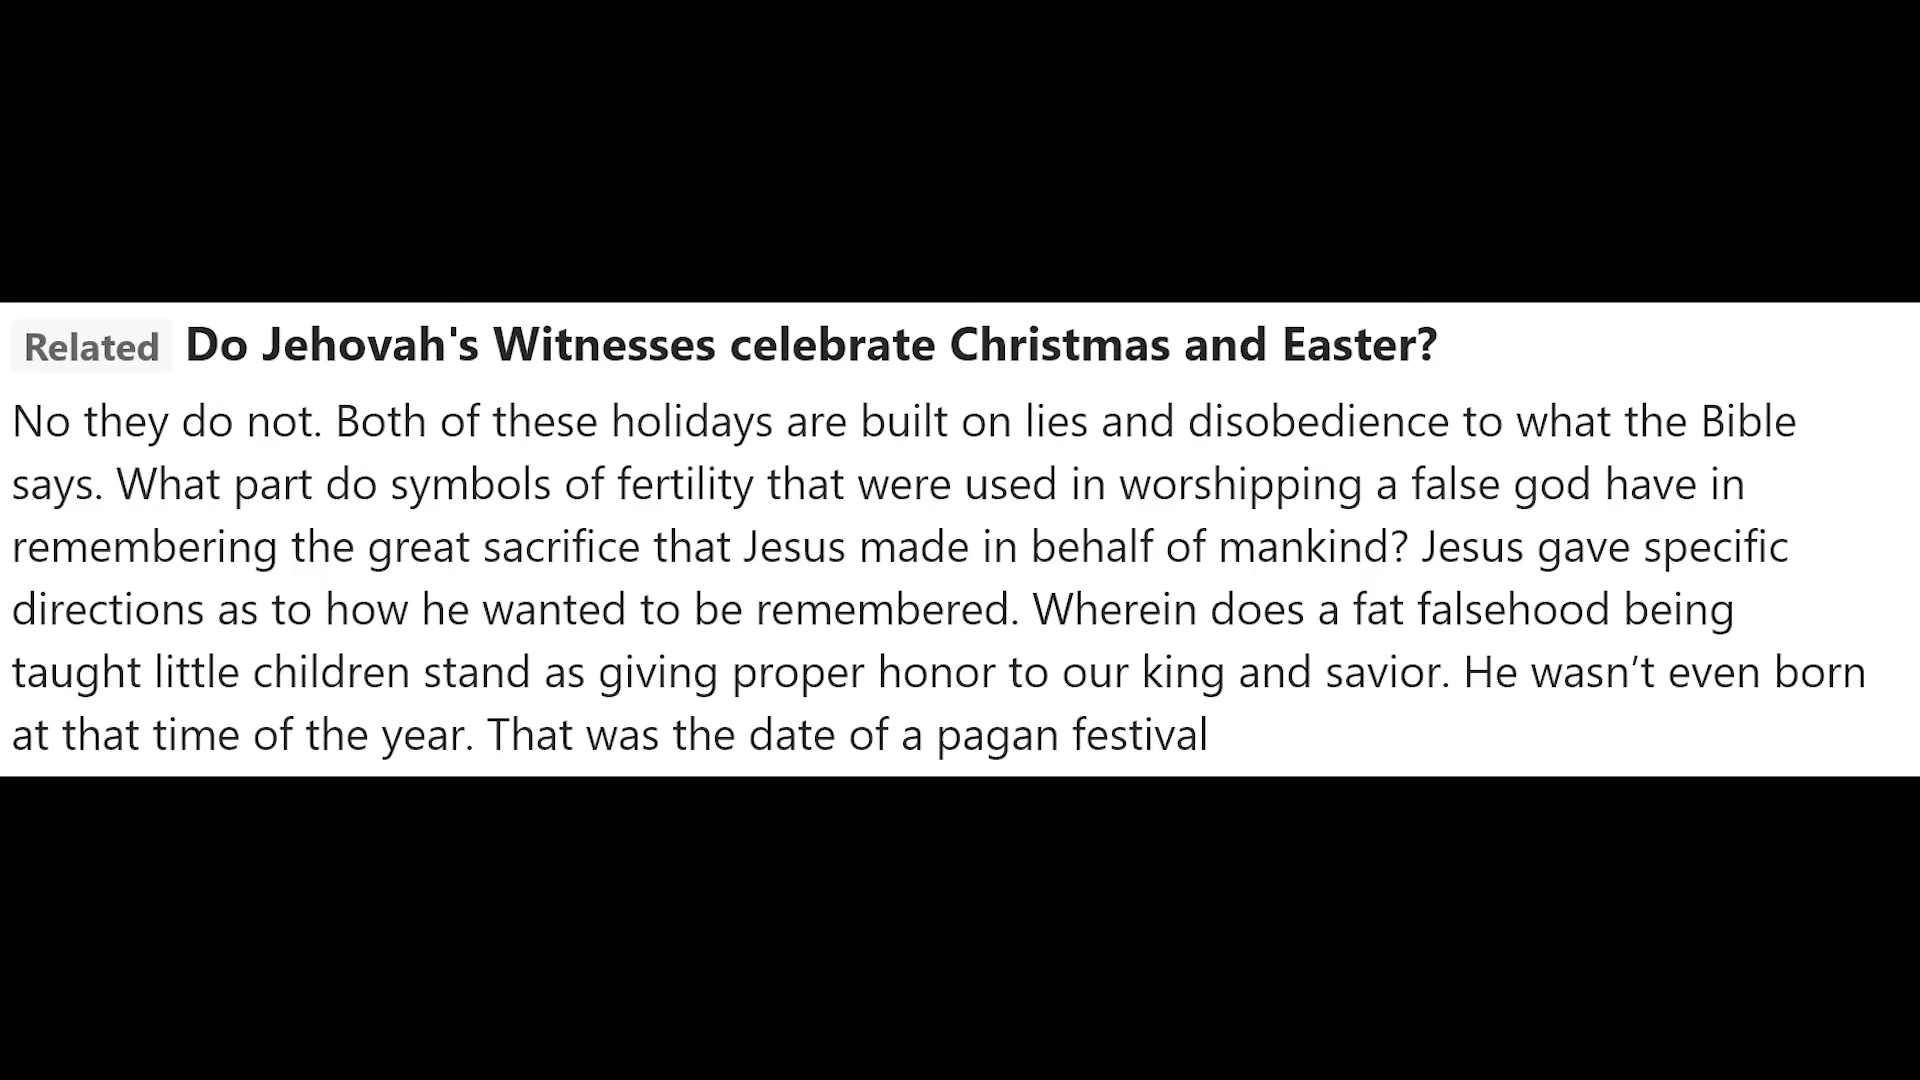 Related Do Jehovah's Witnesses celebrate Christmas and Easter?
No they do not. Both of these holidays are built on lies and disobedience to what the Bible
says. What part do symbols of fertility that were used in worshipping a false god have in
remembering the great sacrifice that Jesus made in behalf of mankind? Jesus gave specific
directions as to how he wanted to be remembered. Wherein does a fat falsehood being
taught little children stand as giving proper honor to our king and savior. He wasn’t even born
at that time of the year. That was the date of a pagan festival